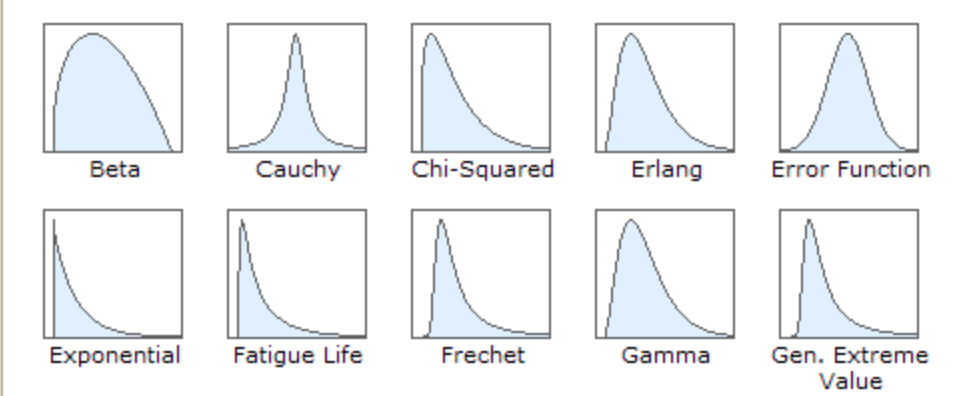 Beta Cauchy Chi-Squared Erlang Error Function
Exponential Fatigue Life Frechet Gamma Gen. Extreme
Value